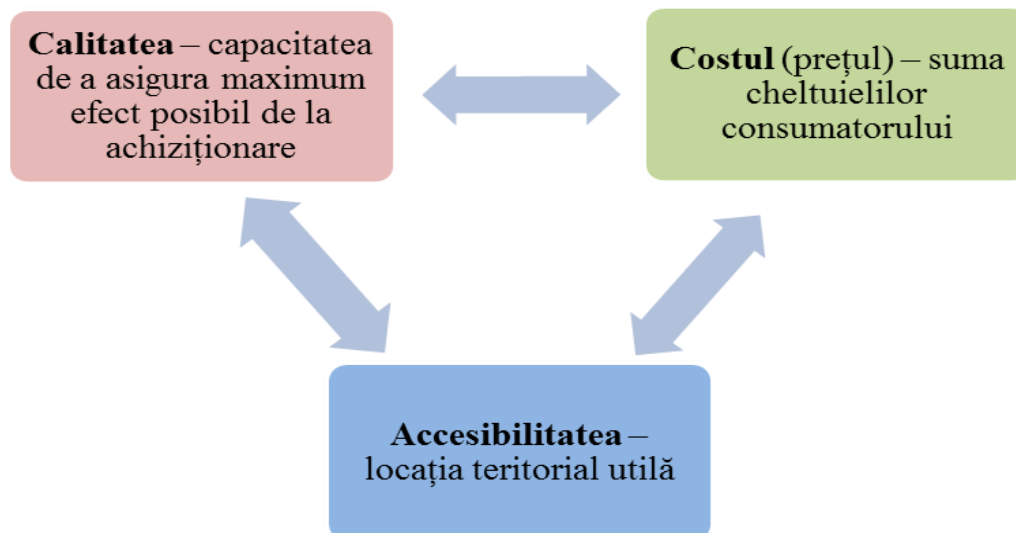 Calitatea – capacitatea
de a asigura maximum
efect posibil de la
achiziționare
Costul (prețul) – suma
cheltuielilor
consumatorului
Accesibilitatea –
locația teritorial utilă